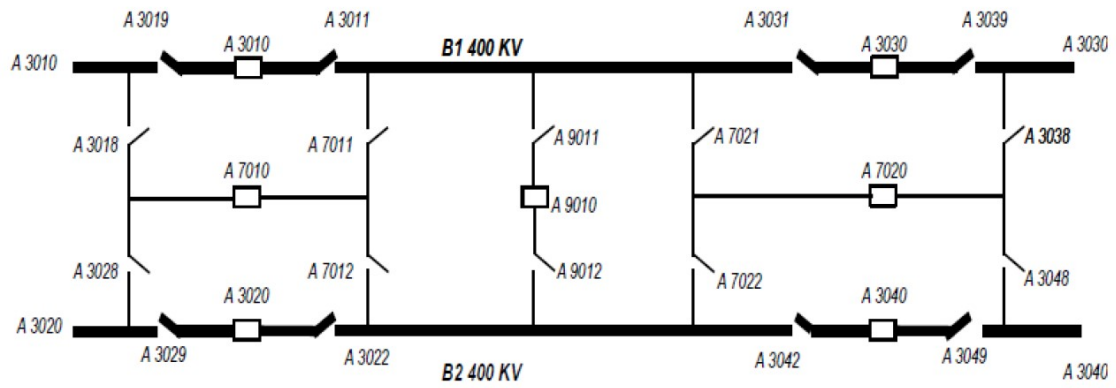 A 3019
A 3011
A 3031
A 3039
A 3010
A 3010
B1 400 KV
A 3030
A 3030
A 3018
A 7011
A 9011
A 7021
A 3038
A 7010
A 7020
A 9010
A 3028
A 7012
A 9012
A 7022
A 3048
A 3020
A 3020
A 3040
A 3029
A 3022
B2 400 KV
A 3042
A 3049
A 3040